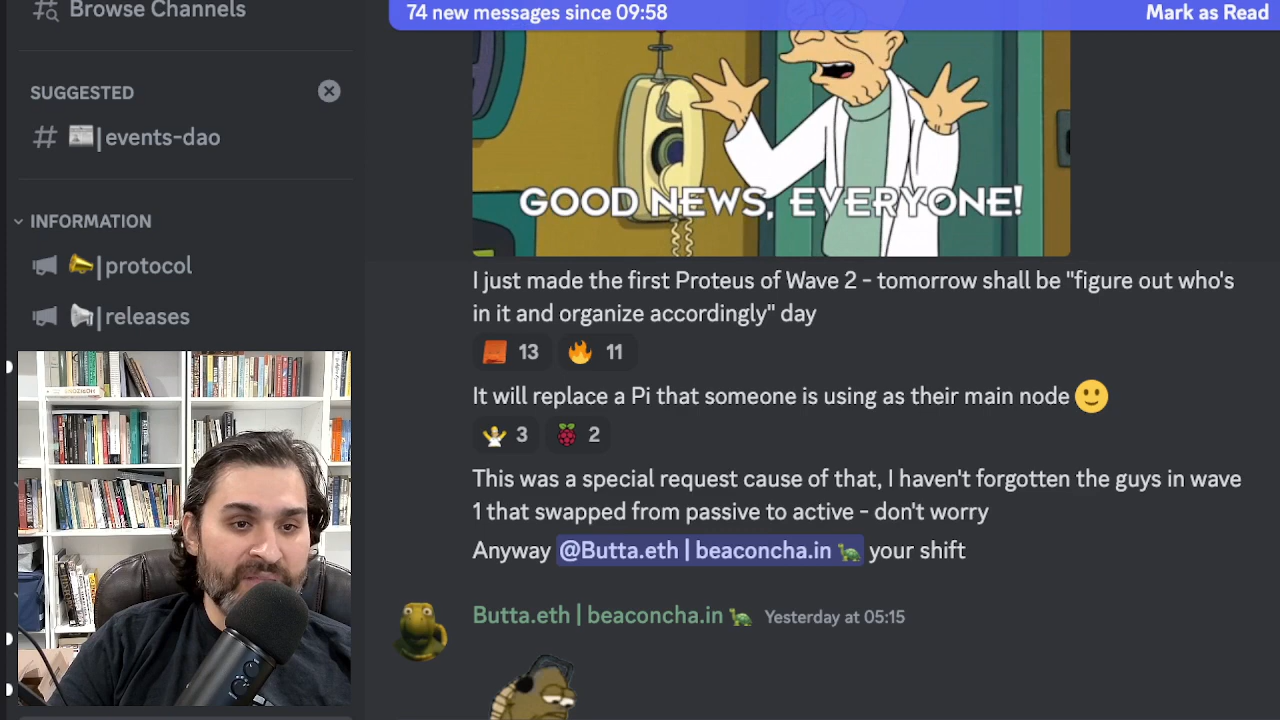 Browse Channels
74 new messages since 09:58
Mark as Read
SUGGESTED
events-dao
INFORMATION
protocol
releases
GOOD NEWS, EVERYONE!
I just made the first Proteus of Wave 2 - tomorrow shall be "figure out who's
in it and organize accordingly" day
13
11
It will replace a Pi that someone is using as their main node
3
2
This was a special request cause of that, I haven't forgotten the guys in wave
1 that swapped from passive to active - don't worry
Anyway @Butta.eth | beaconcha.in 🐢 your shift
Butta.eth | beaconcha.in 🐢 Yesterday at 05:15